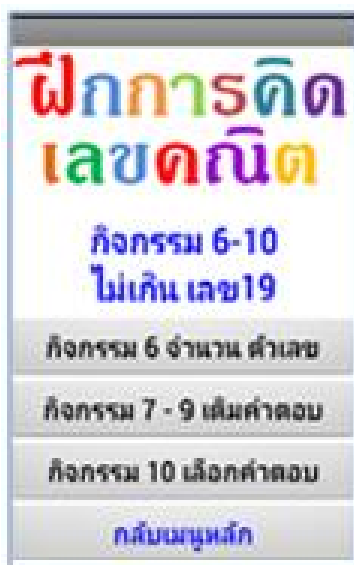 ฝึกการคิด
เลขคณิต
กิจกรรม 6-10
ไม่เกิน เลข19
กิจกรรม 6 จำนวน ตัวเลข
กิจกรรม 7 - 9 เติมคำตอบ
กิจกรรม 10 เลือกคำตอบ
กลับเมนูหลัก